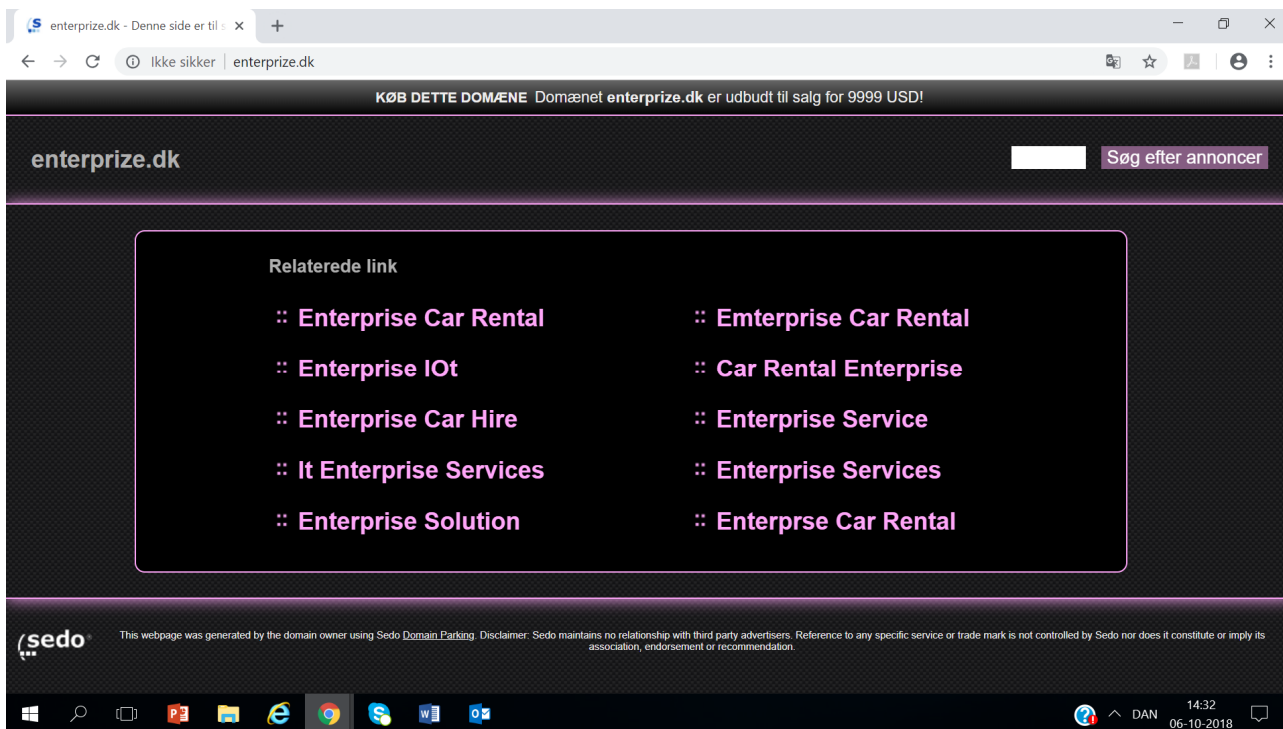 enterprize.dk - Denne side er til s
Ikke sikker | enterprize.dk
KØB DETTE DOMÆNE Domænet enterprize.dk er udbudt til salg for 9999 USD!
enterprize.dk
Søg efter annoncer
Relaterede link
:: Enterprise Car Rental
:: Emterprise Car Rental
:: Enterprise IOt
:: Car Rental Enterprise
:: Enterprise Car Hire
:: Enterprise Service
:: It Enterprise Services
:: Enterprise Services
:: Enterprise Solution
:: Enterprse Car Rental
sedo
This webpage was generated by the domain owner using Sedo Domain Parking. Disclaimer: Sedo maintains no relationship with third party advertisers. Reference to any specific service or trade mark is not controlled by Sedo nor does it constitute or imply its
association, endorsement or recommendation.
DAN
14:32
06-10-2018